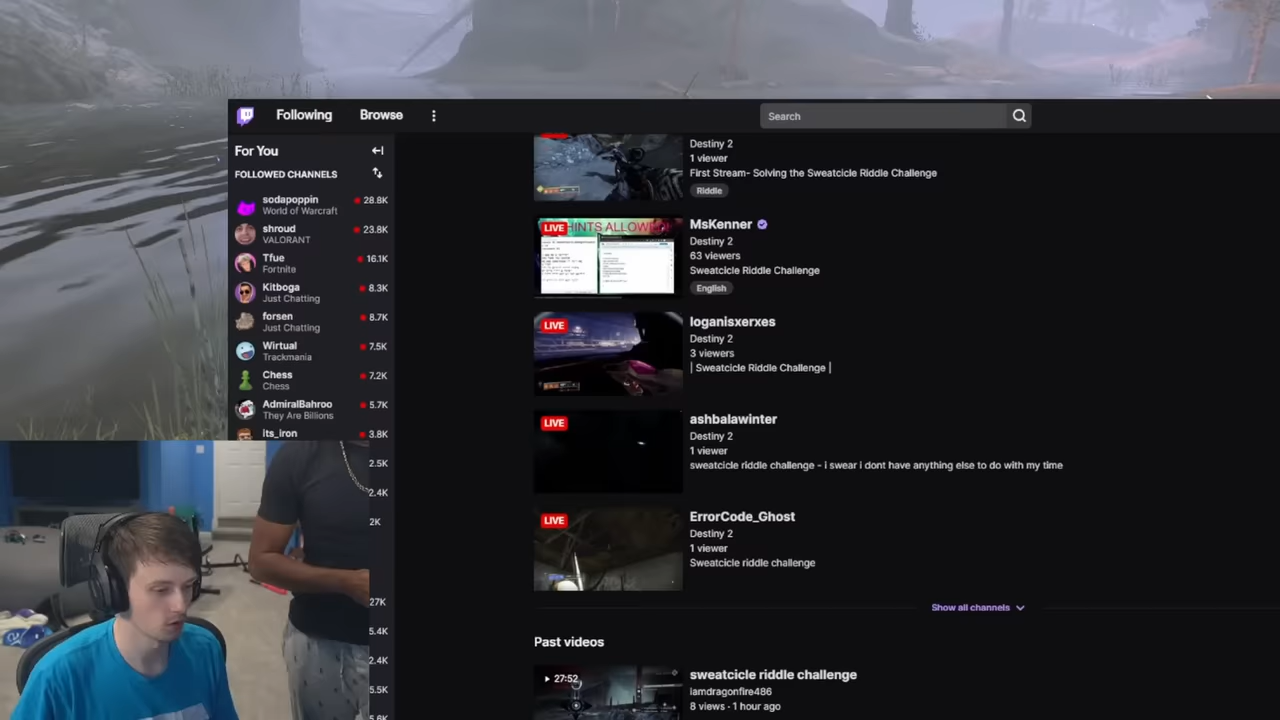 Following
Browse
Search
For You
FOLLOWED CHANNELS
sodapoppin
World of Warcraft
28.8K
shroud
VALORANT
23.8K
Tfue
Fortnite
16.1K
Kitboga
Just Chatting
8.3K
forsen
Just Chatting
8.7K
Wirtual
Trackmania
7.5K
Chess
Chess
7.2K
AdmiralBahroo
They Are Billions
5.7K
its_iron
3.8K
2.5K
2.4K
2K
27K
5.4K
2.4K
5.5K
Destiny 2
1 viewer
First Stream- Solving the Sweatcicle Riddle Challenge
Riddle
LIVE
HINTS ALLOWED
MsKenner
Destiny 2
63 viewers
Sweatcicle Riddle Challenge
English
LIVE
loganisxerxes
Destiny 2
3 viewers
| Sweatcicle Riddle Challenge |
LIVE
ashbalawinter
Destiny 2
1 viewer
sweatcicle riddle challenge - i swear i dont have anything else to do with my time
LIVE
ErrorCode_Ghost
Destiny 2
1 viewer
Sweatcicle riddle challenge
Show all channels
Past videos
27:52
sweatcicle riddle challenge
iamdragonfire486
8 views · 1 hour ago